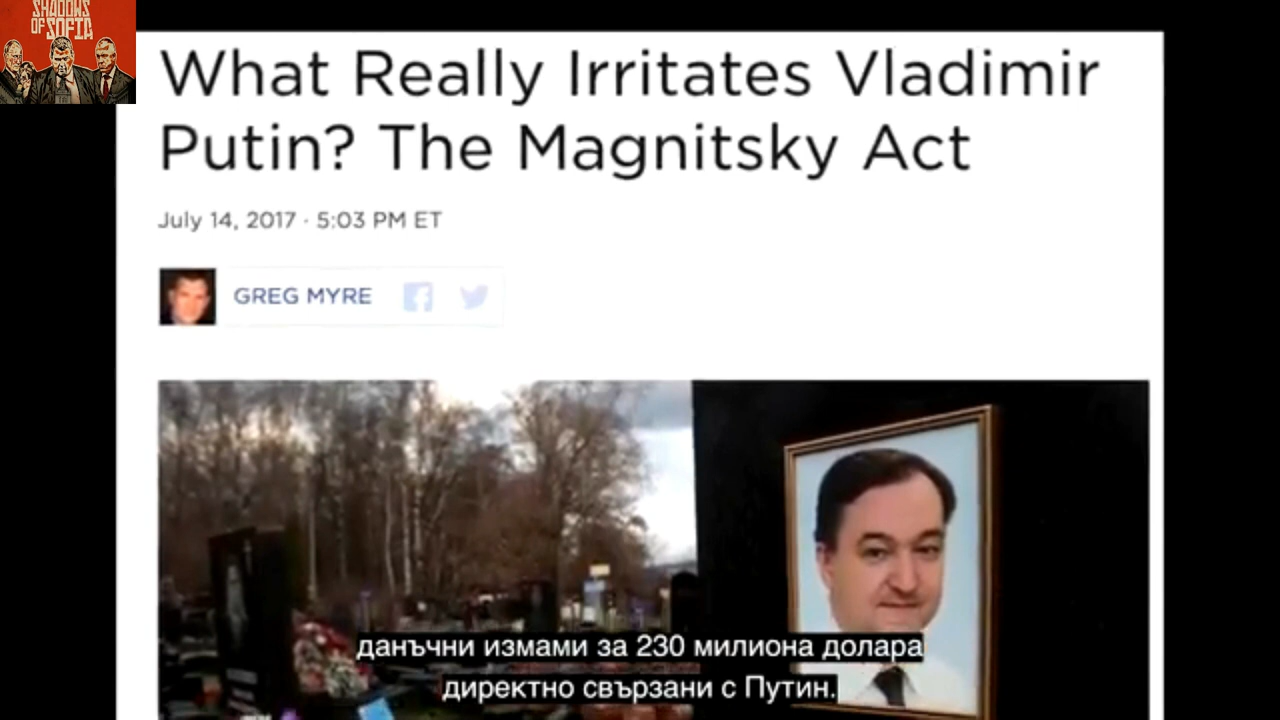 SHADOWS
OF SOFIA
What Really Irritates Vladimir
Putin? The Magnitsky Act
July 14, 2017 · 5:03 PM ET
GREG MYRE
данъчни измами за 230 милиона долара
директно свързани с Путин.